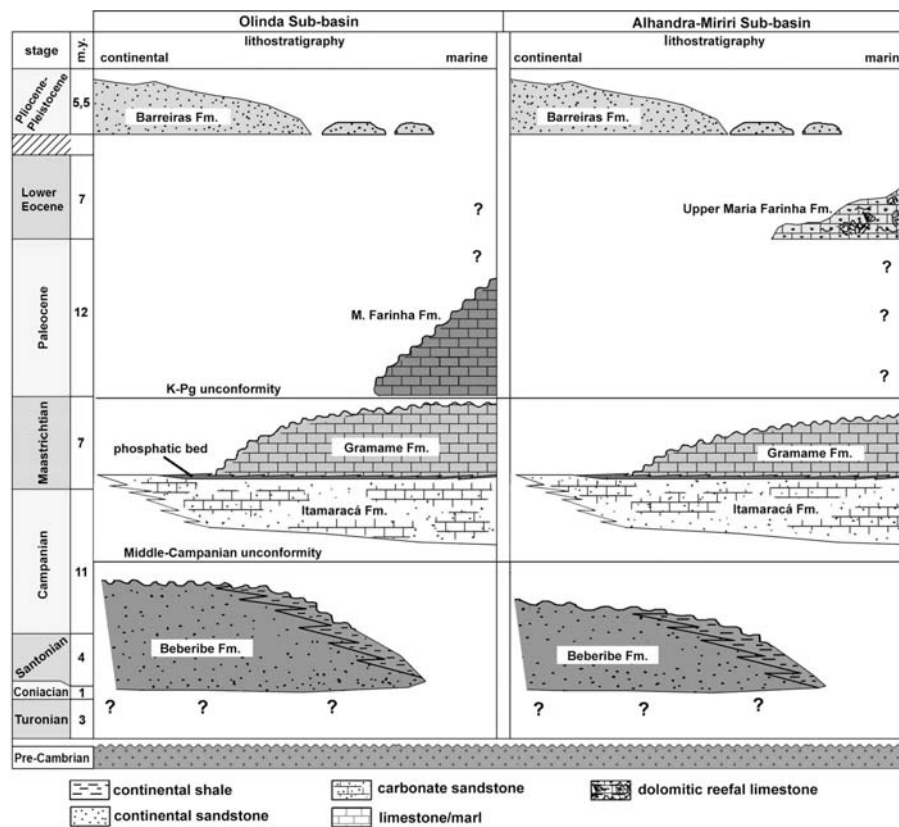 Olinda Sub-basin
Alhandra-Miriri Sub-basin
stage
m.y.
lithostratigraphy
continental
marine
lithostratigraphy
continental
marin
Pliocene-
Pleistocene
5,5
Barreiras Fm.
Barreiras Fm.
Lower
Eocene
7
?
Upper Maria Farinha Fm.
Paleocene
12
?
M. Farinha Fm.
K-Pg unconformity
?
?
?
Maastrichtian
7
phosphatic bed
Gramame Fm.
Gramame Fm.
Campanian
11
Itamaracá Fm.
Itamaracá Fm.
Middle-Campanian unconformity
Santonian
4
Beberibe Fm.
Beberibe Fm.
Coniacian
1
Turonian
3
? ? ?
? ? ?
Pre-Cambrian
continental shale
carbonate sandstone
dolomitic reefal limestone
continental sandstone
limestone/marl